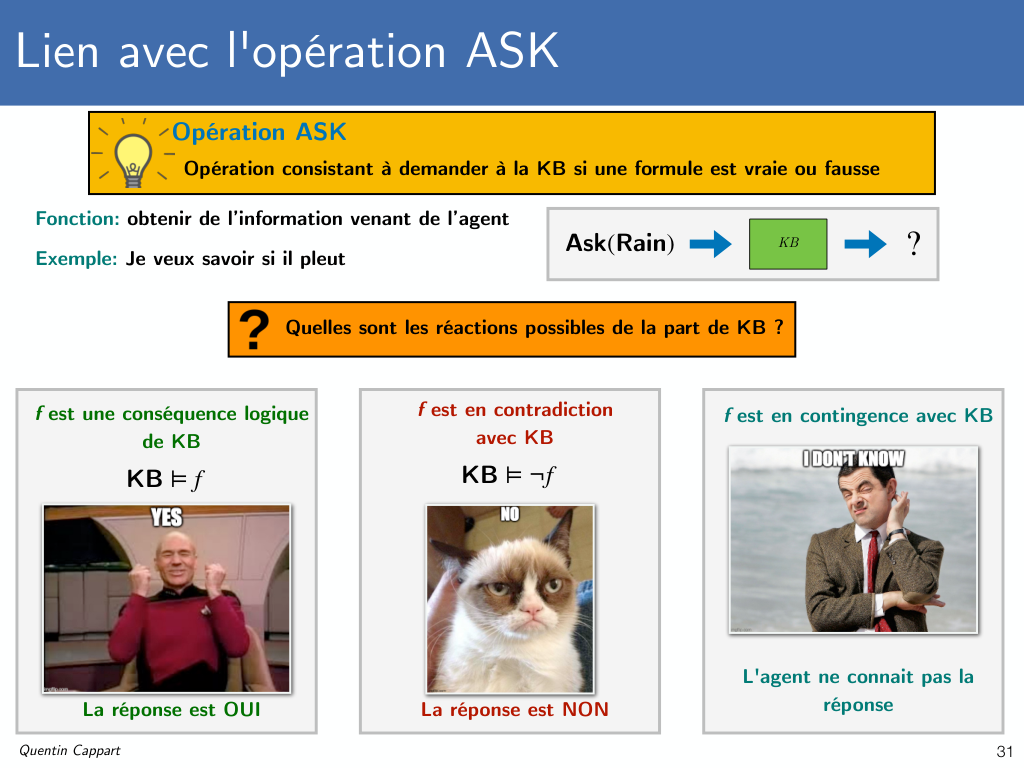 Lien avec l'opération ASK
Opération ASK
Opération consistant à demander à la KB si une formule est vraie ou fausse
Fonction: obtenir de l'information venant de l'agent
Exemple: Je veux savoir si il pleut
Ask(Rain) KB ?
? Quelles sont les réactions possibles de la part de KB ?
f est une conséquence logique
de KB
KB ⊨ f
YES
imgflip.com
La réponse est OUI
f est en contradiction
avec KB
KB ⊨ ¬f
NO
La réponse est NON
f est en contingence avec KB
I DON'T KNOW
L'agent ne connait pas la
réponse
Quentin Cappart
31